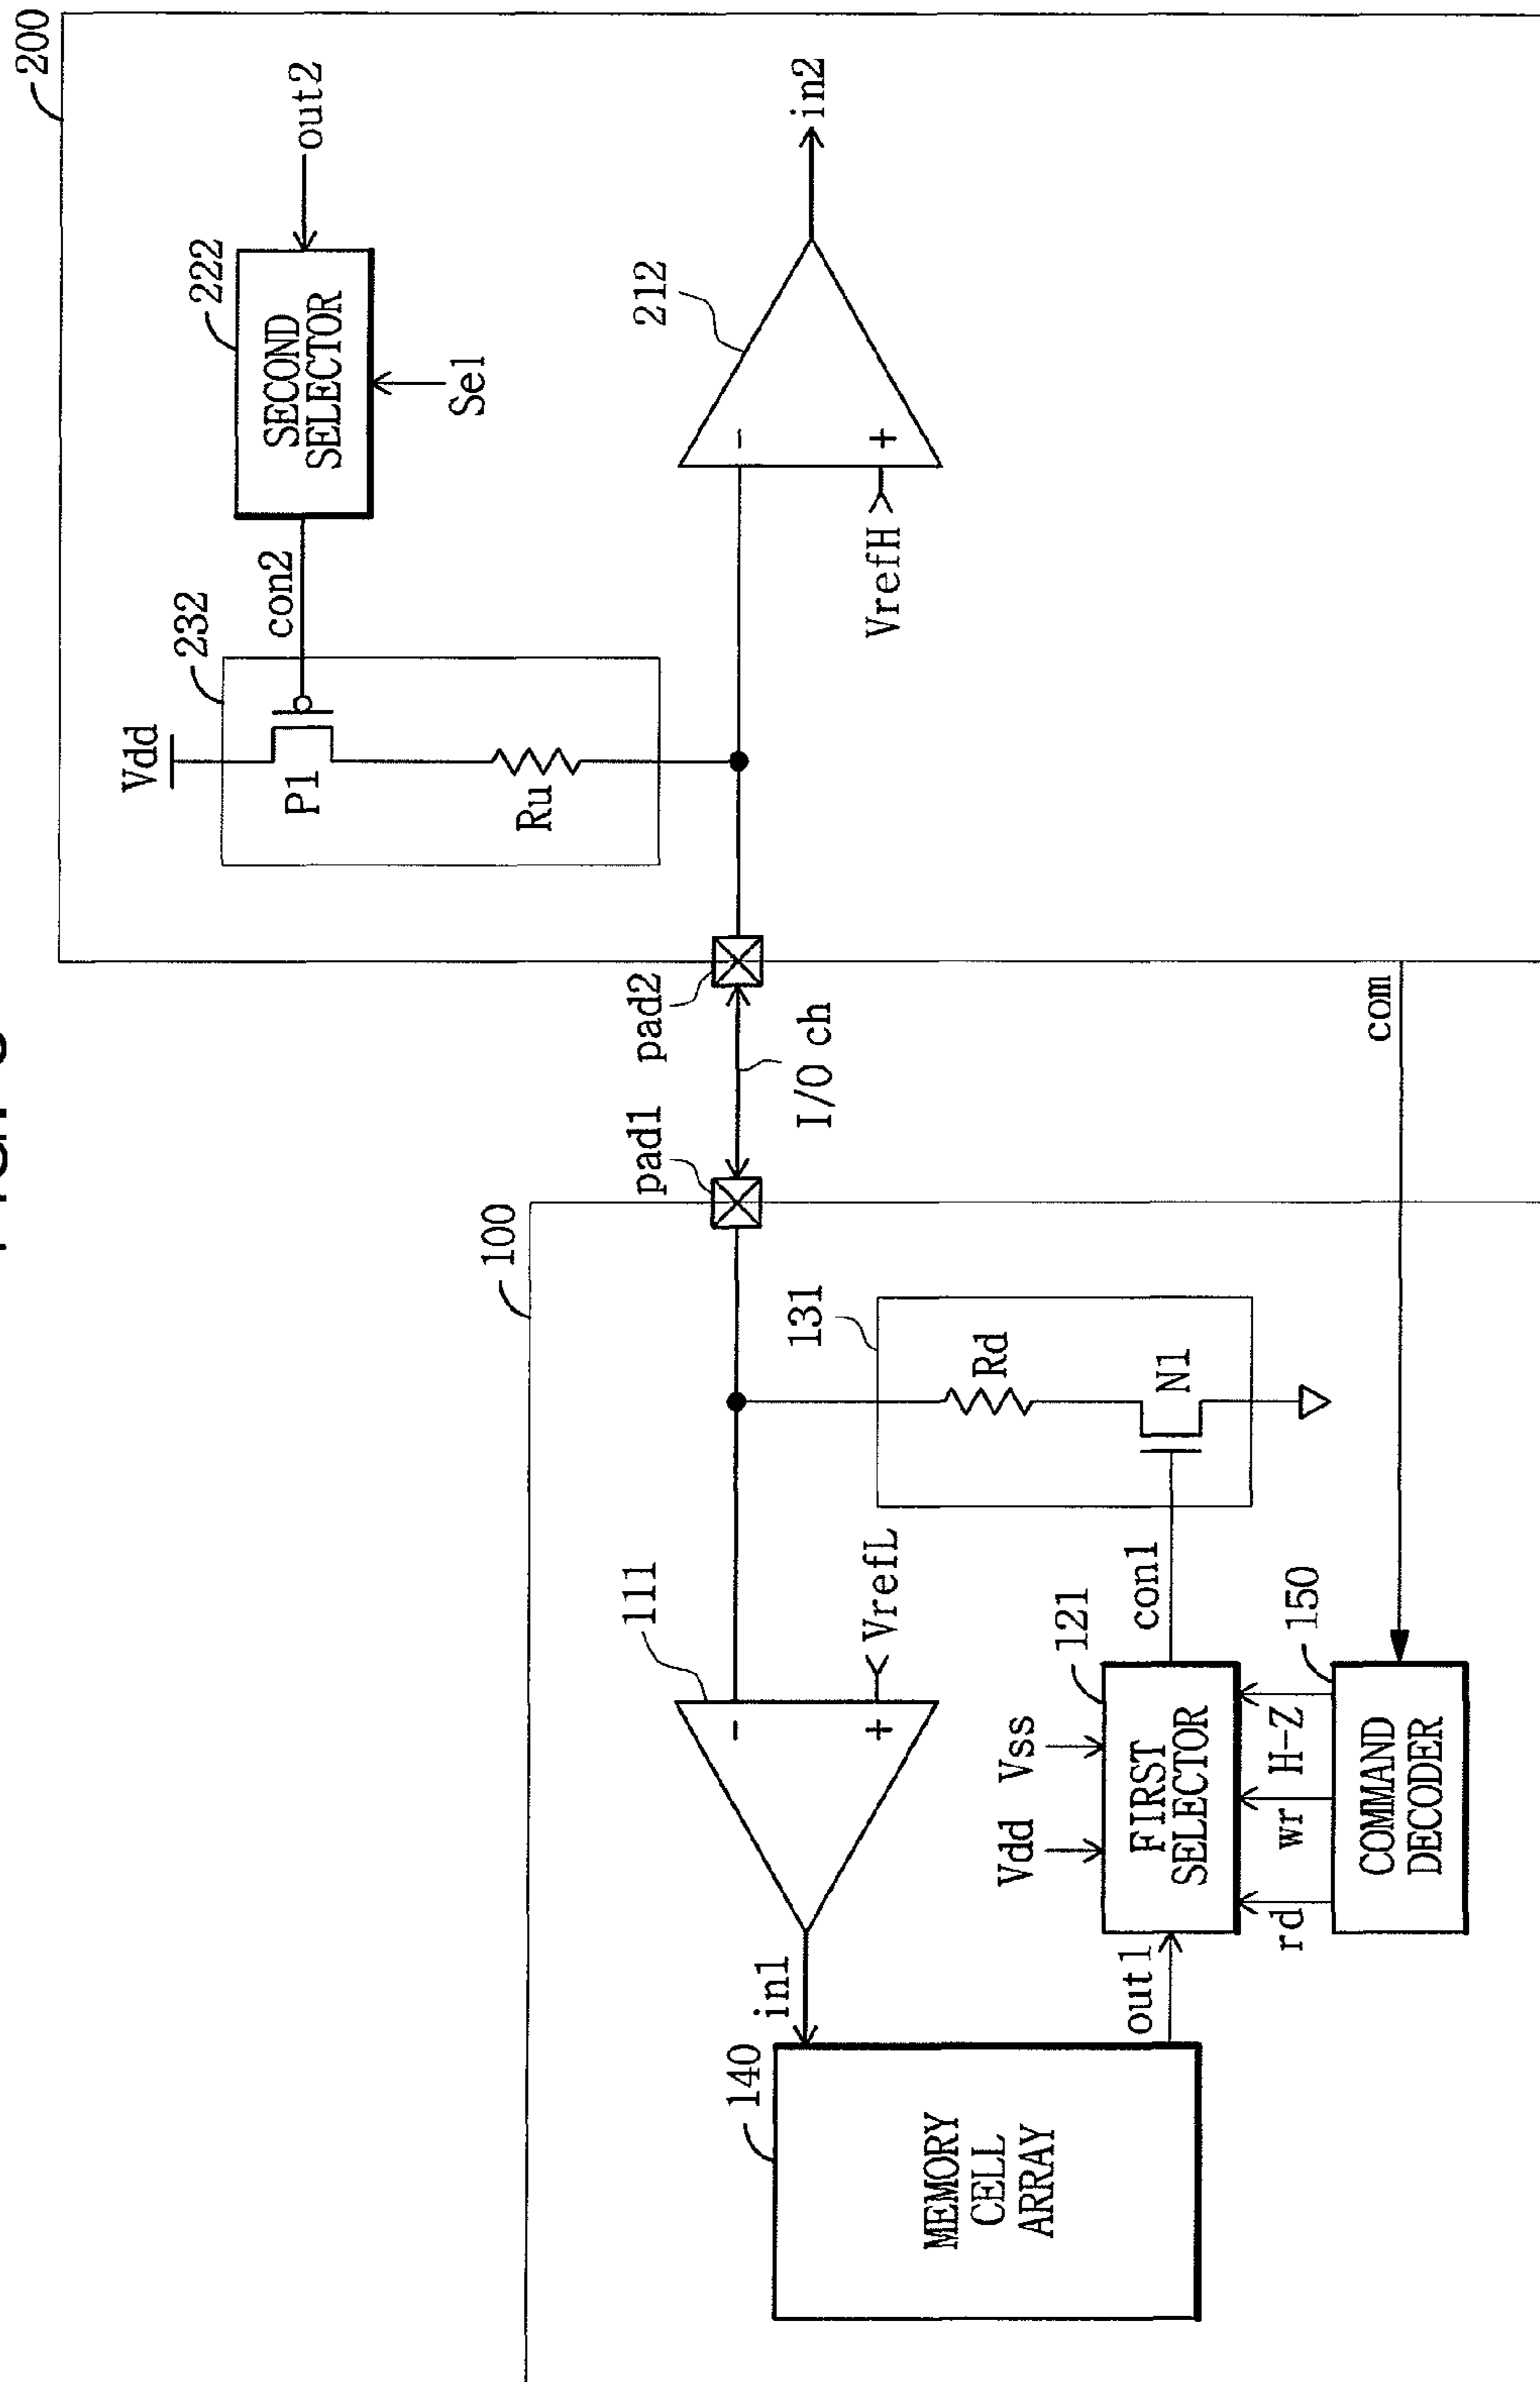 200
out2
222
SECOND
SELECTOR
Sel
con2
232
Vdd
P1
Ru
212
in2
-
+
VrefH
pad1
pad2
I/O ch
com
100
131
Rd
N1
111
-
+
VrefL
in1
140
MEMORY
CELL
ARRAY
out1
121
con1
Vdd
Vss
FIRST
SELECTOR
rd
wr
H-Z
150
COMMAND
DECODER